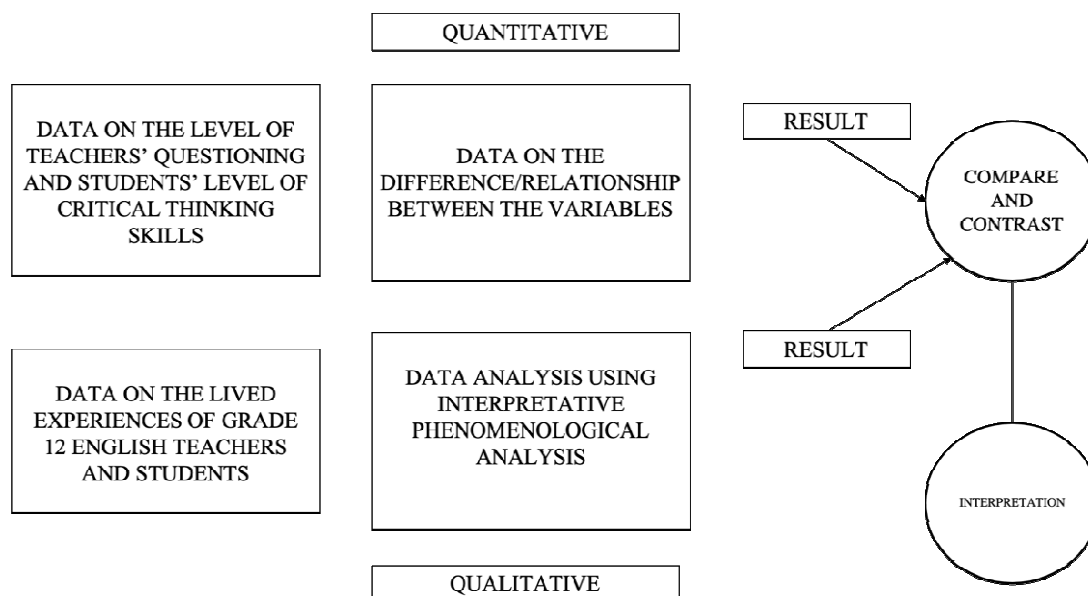 QUANTITATIVE
DATA ON THE LEVEL OF
TEACHERS’ QUESTIONING
AND STUDENTS’ LEVEL OF
CRITICAL THINKING
SKILLS
DATA ON THE
DIFFERENCE/RELATIONSHIP
BETWEEN THE VARIABLES
RESULT
COMPARE
AND
CONTRAST
DATA ON THE LIVED
EXPERIENCES OF GRADE
12 ENGLISH TEACHERS
AND STUDENTS
DATA ANALYSIS USING
INTERPRETATIVE
PHENOMENOLOGICAL
ANALYSIS
RESULT
INTERPRETATION
QUALITATIVE